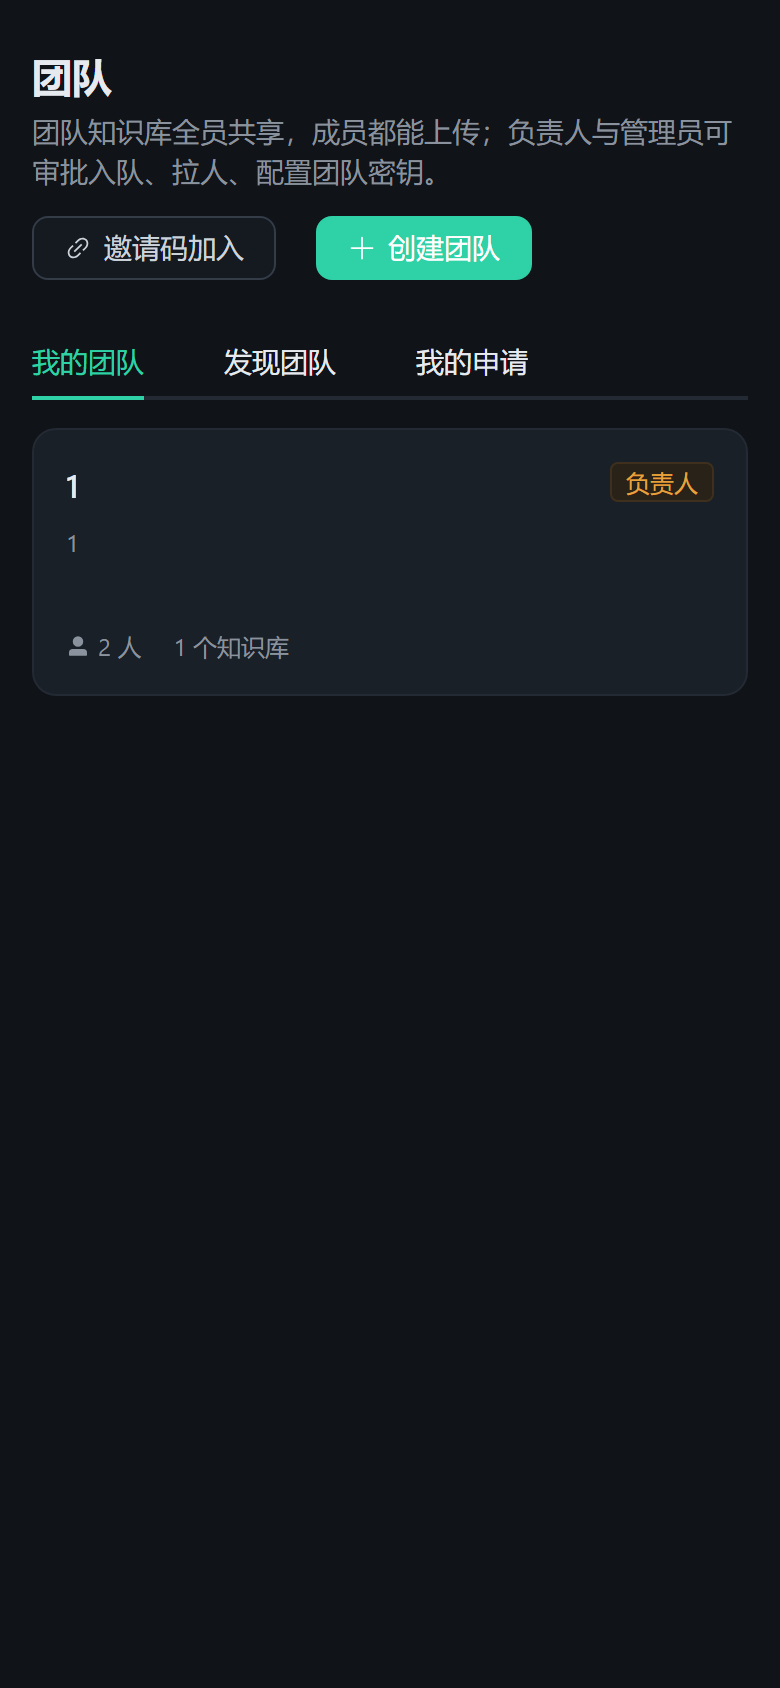 团队
团队知识库全员共享，成员都能上传；负责人与管理员可
审批入队、拉人、配置团队密钥。
邀请码加入
创建团队
我的团队 发现团队 我的申请
1
负责人
1
2 人 1 个知识库